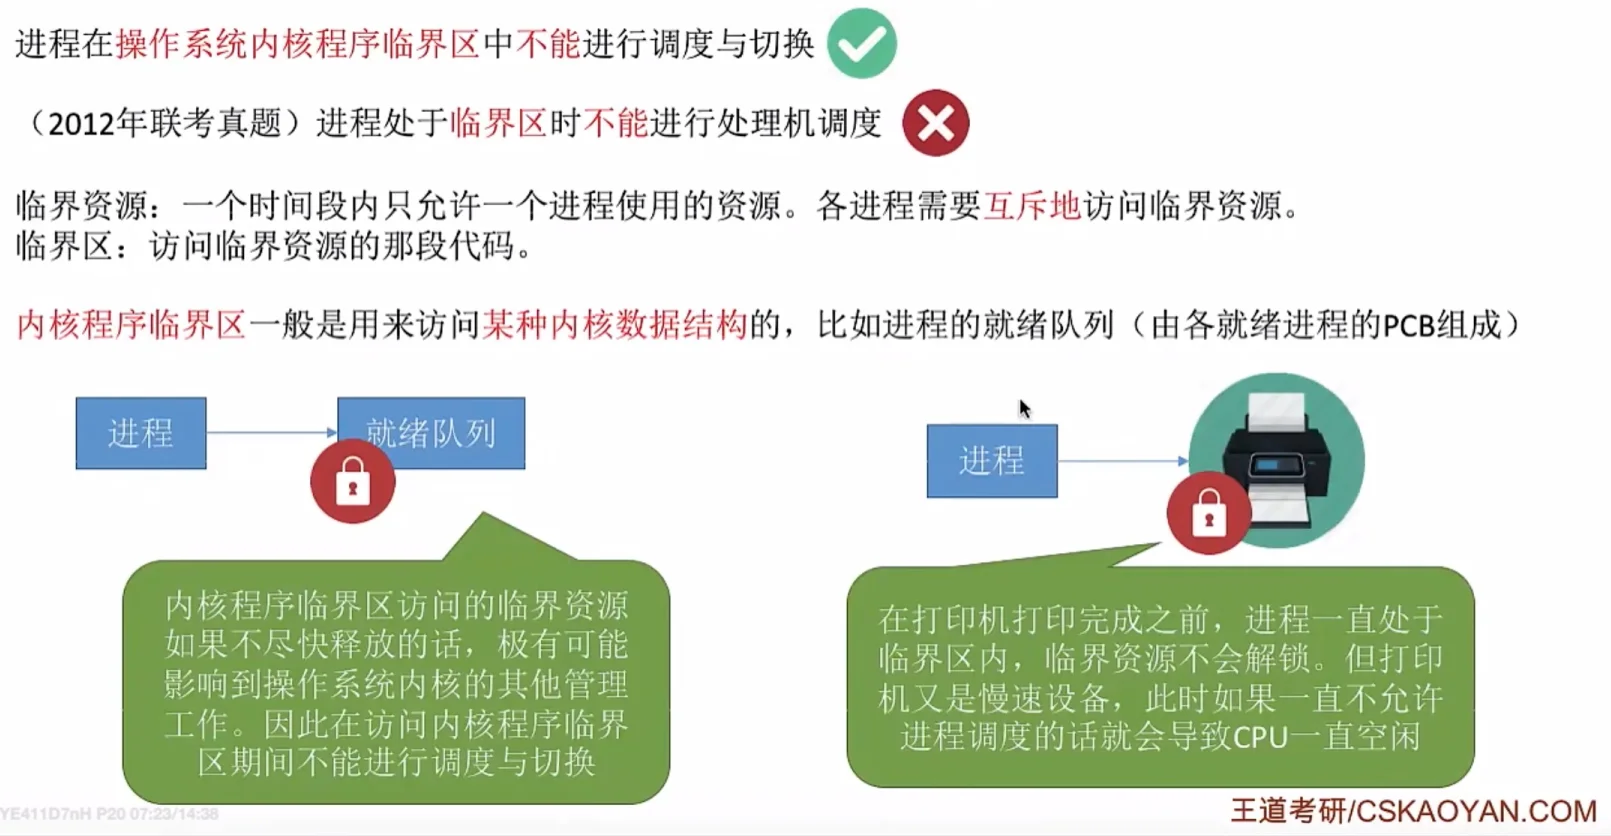 进程在操作系统内核程序临界区中不能进行调度与切换
（2012年联考真题）进程处于临界区时不能进行处理机调度
临界资源：一个时间段内只允许一个进程使用的资源。各进程需要互斥地访问临界资源。
临界区：访问临界资源的那段代码。
内核程序临界区一般是用来访问某种内核数据结构的，比如进程的就绪队列（由各就绪进程的PCB组成）
进程
就绪队列
内核程序临界区访问的临界资源
如果不尽快释放的话，极有可能
影响到操作系统内核的其他管理
工作。因此在访问内核程序临界
区期间不能进行调度与切换
进程
在打印机打印完成之前，进程一直处于
临界区内，临界资源不会解锁。但打印
机又是慢速设备，此时如果一直不允许
进程调度的话就会导致CPU一直空闲
YE411D7nH P20 07:23/14:38
王道考研/CSKAOYAN.COM